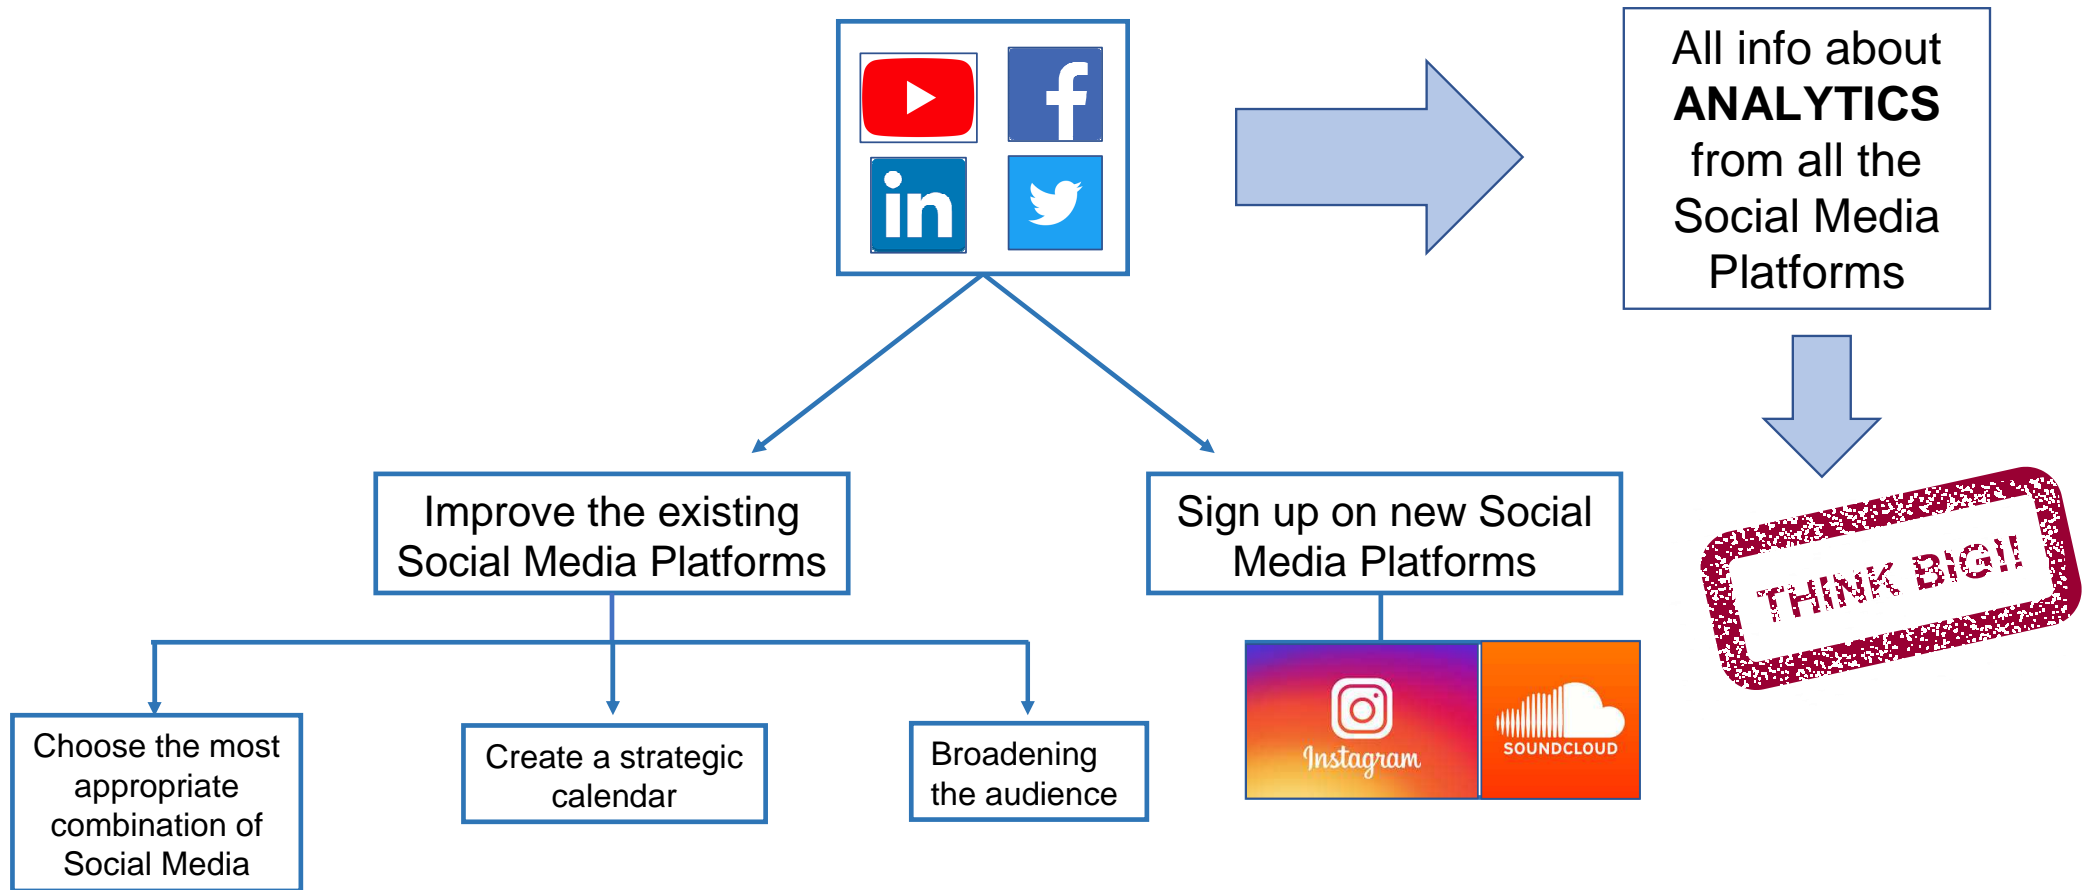 in
All info about
ANALYTICS
from all the
Social Media
Platforms
Improve the existing
Social Media Platforms
Sign up on new Social
Media Platforms
THINK BIG!!
Choose the most
appropriate
combination of
Social Media
Create a strategic
calendar
Broadening
the audience
Instagram
SOUNDCLOUD